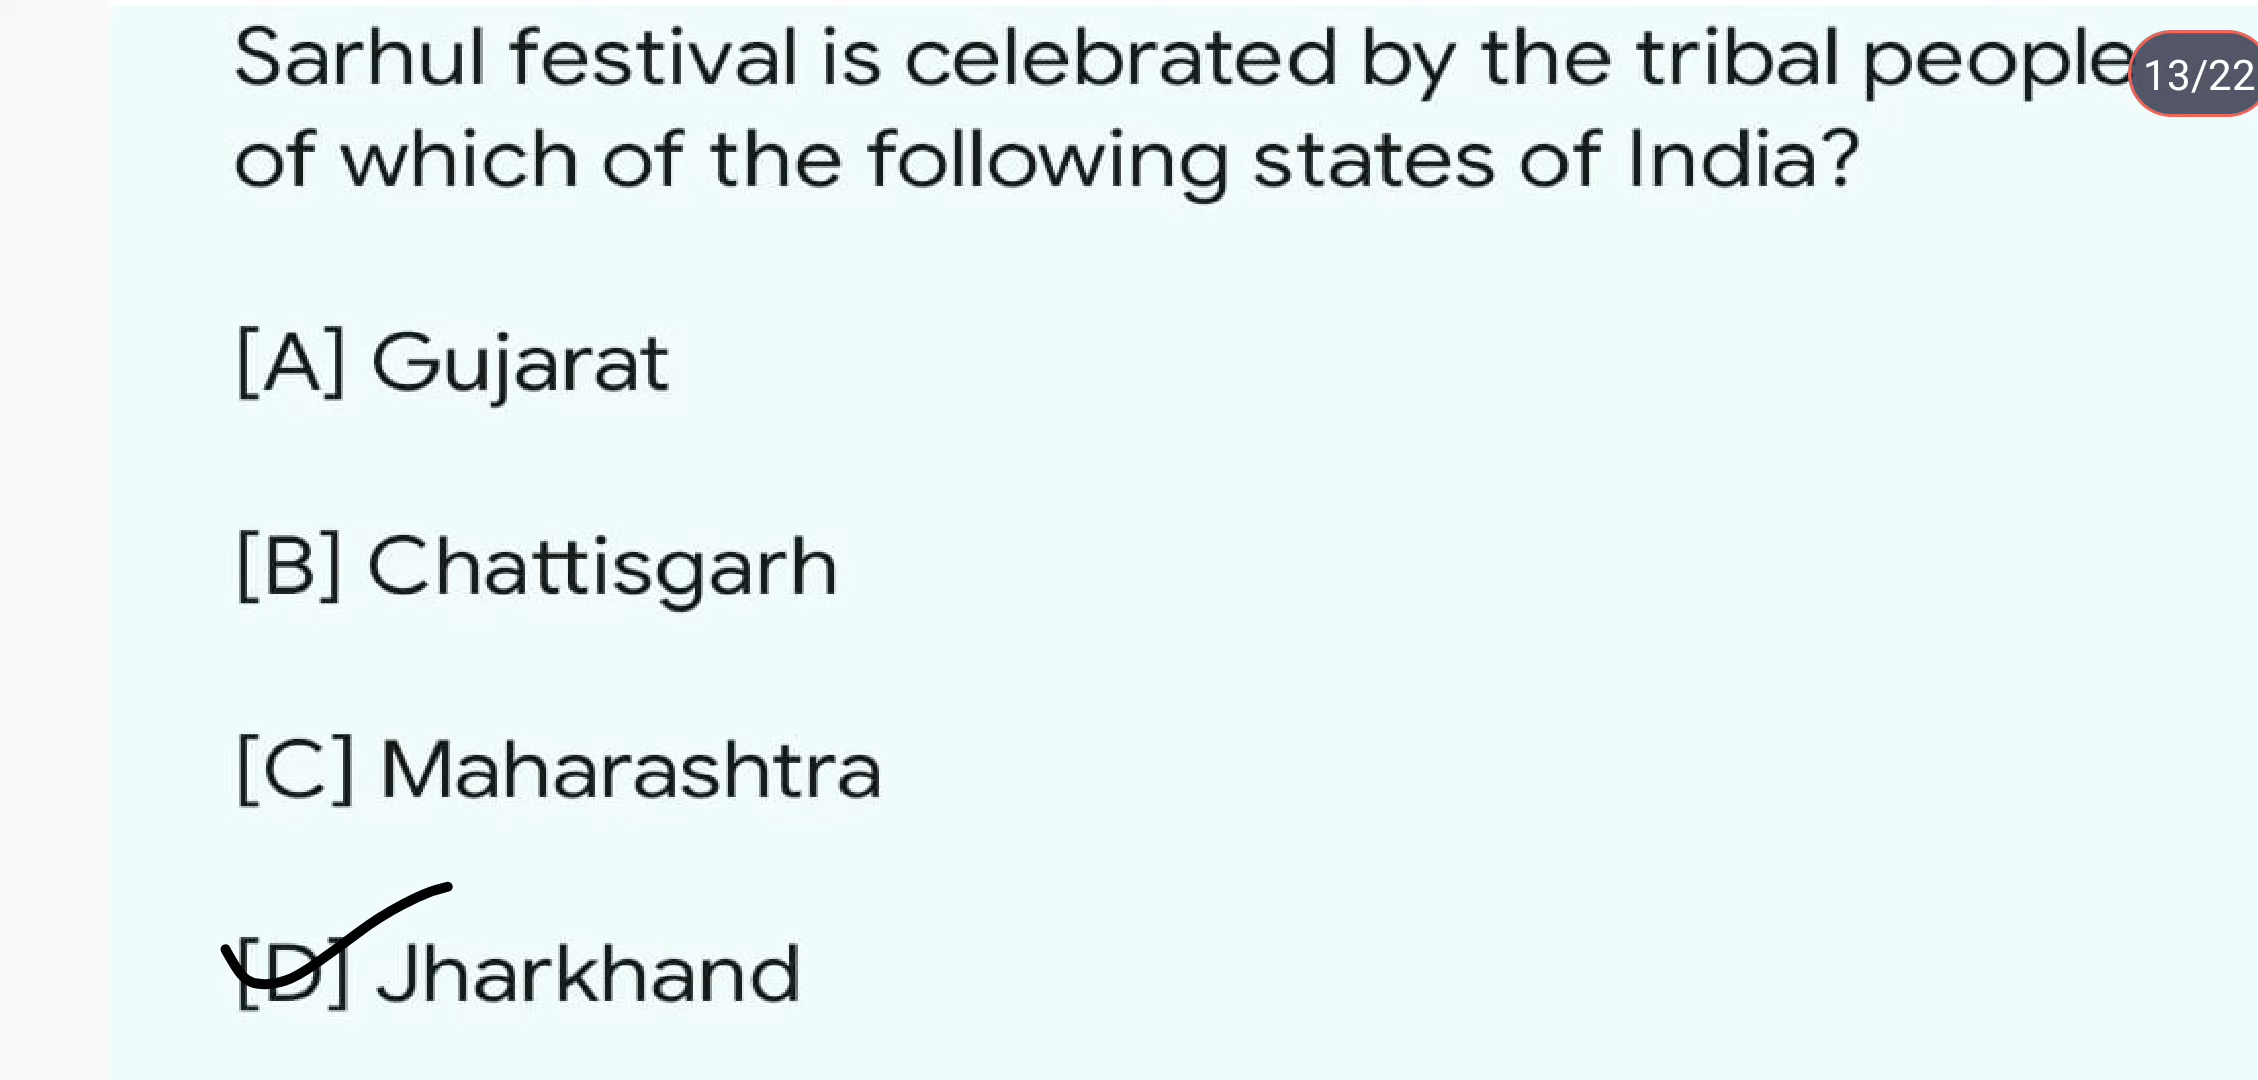 Sarhul festival is celebrated by the tribal people
13/22
of which of the following states of India?
[A] Gujarat
[B] Chattisgarh
[C] Maharashtra
[D] Jharkhand